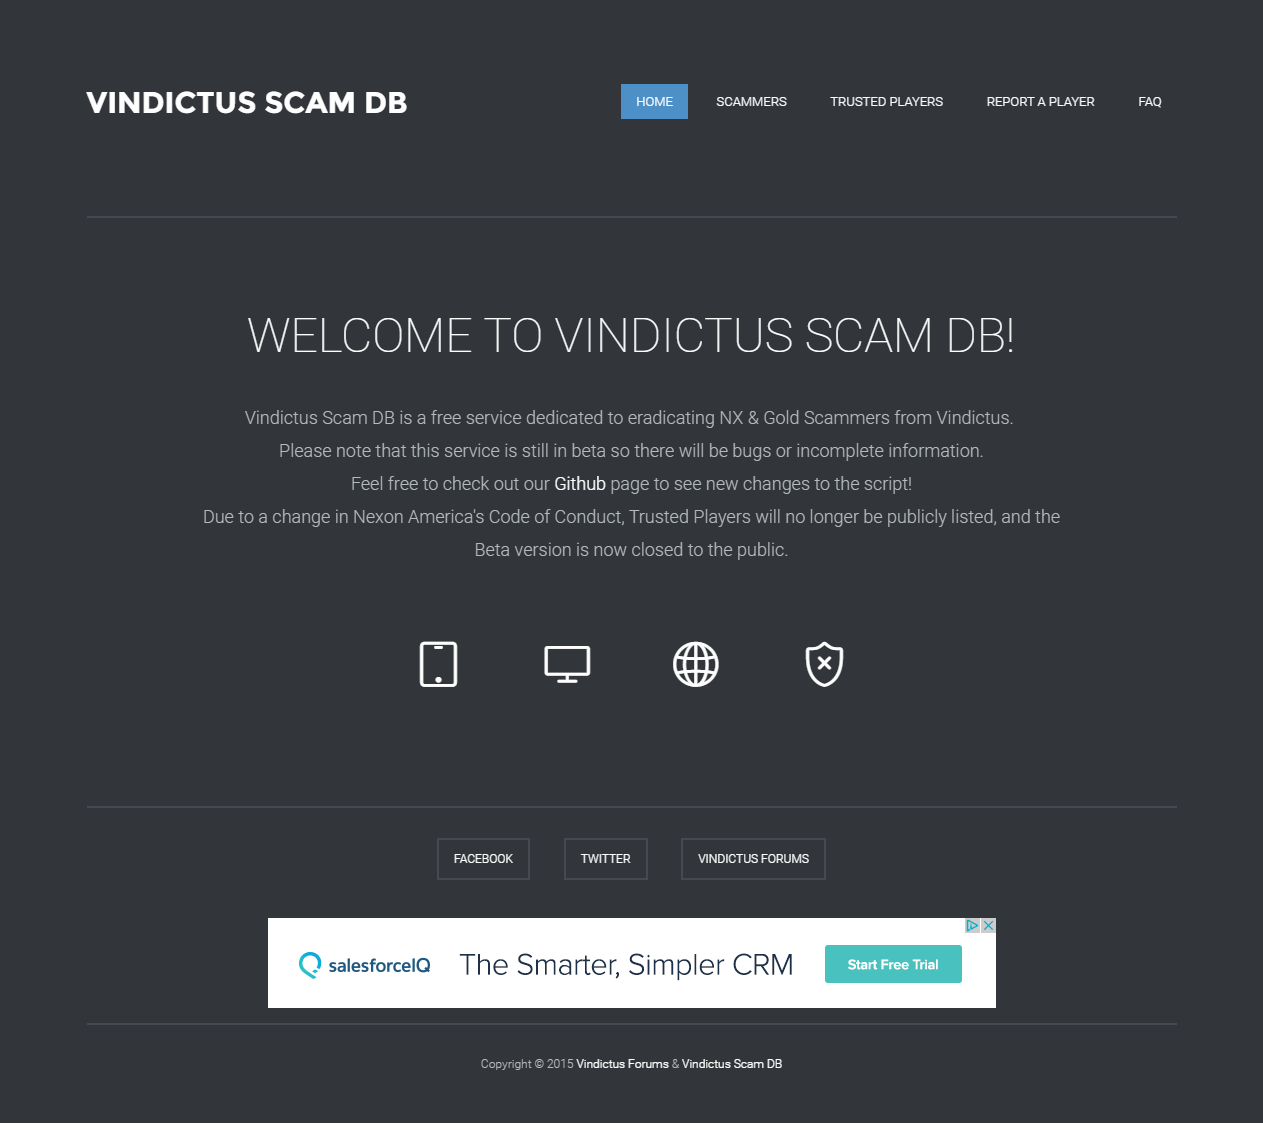 VINDICTUS SCAM DB
HOME SCAMMERS TRUSTED PLAYERS REPORT A PLAYER FAQ
WELCOME TO VINDICTUS SCAM DB!
Vindictus Scam DB is a free service dedicated to eradicating NX & Gold Scammers from Vindictus.
Please note that this service is still in beta so there will be bugs or incomplete information.
Feel free to check out our Github page to see new changes to the script!
Due to a change in Nexon America's Code of Conduct, Trusted Players will no longer be publicly listed, and the
Beta version is now closed to the public.
FACEBOOK TWITTER VINDICTUS FORUMS
salesforceIQ The Smarter, Simpler CRM Start Free Trial
Copyright © 2015 Vindictus Forums & Vindictus Scam DB